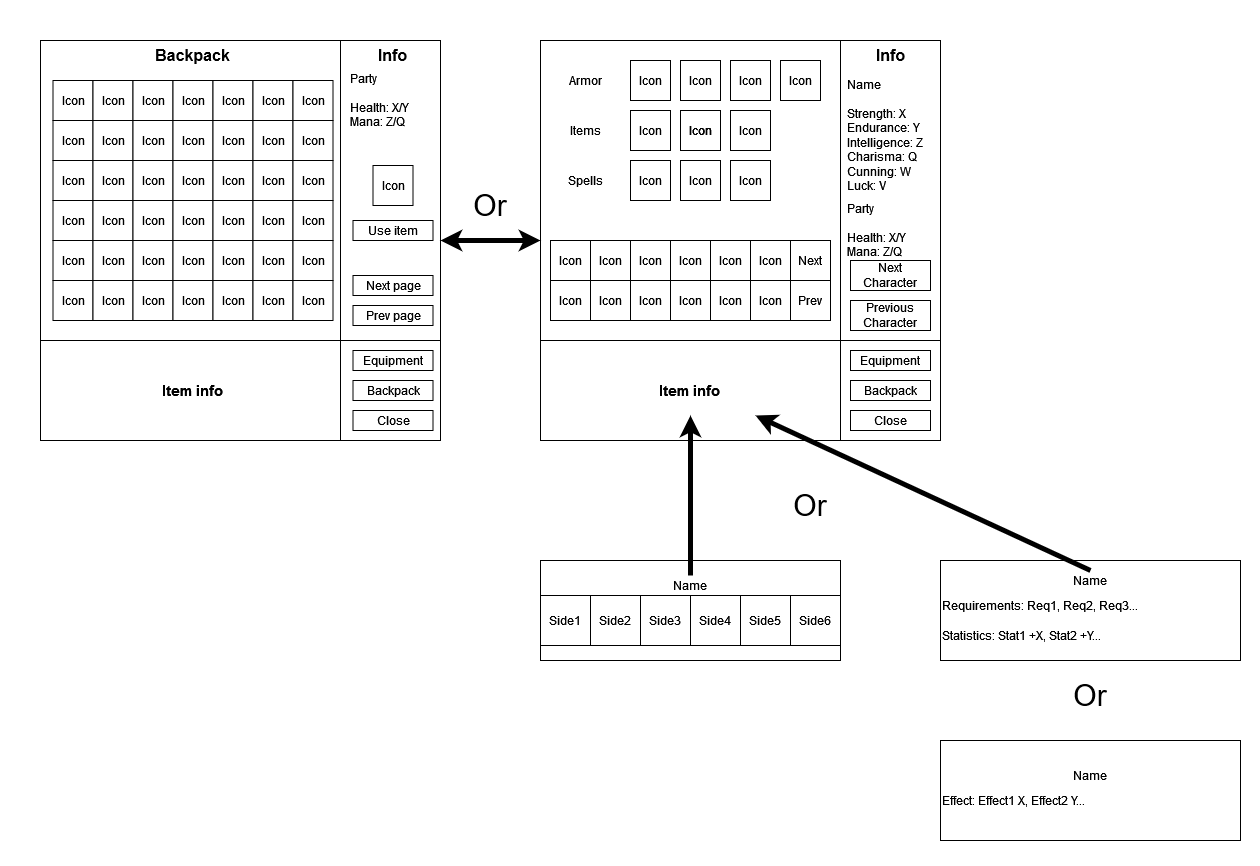 Backpack
Icon Icon Icon Icon Icon Icon Icon
Icon Icon Icon Icon Icon Icon Icon
Icon Icon Icon Icon Icon Icon Icon
Icon Icon Icon Icon Icon Icon Icon
Icon Icon Icon Icon Icon Icon Icon
Icon Icon Icon Icon Icon Icon Icon
Info
Party
Health: X/Y
Mana: Z/Q
Icon
Use item
Next page
Prev page
Item info
Equipment
Backpack
Close
Or
Armor Icon Icon Icon Icon
Items Icon Icon Icon
Spells Icon Icon Icon
Icon Icon Icon Icon Icon Icon Next
Icon Icon Icon Icon Icon Icon Prev
Info
Name
Strength: X
Endurance: Y
Intelligence: Z
Charisma: Q
Cunning: W
Luck: V
Party
Health: X/Y
Mana: Z/Q
Next
Character
Previous
Character
Item info
Equipment
Backpack
Close
Or
Name
Side1 Side2 Side3 Side4 Side5 Side6
Name
Requirements: Req1, Req2, Req3...
Statistics: Stat1 +X, Stat2 +Y...
Or
Name
Effect: Effect1 X, Effect2 Y...